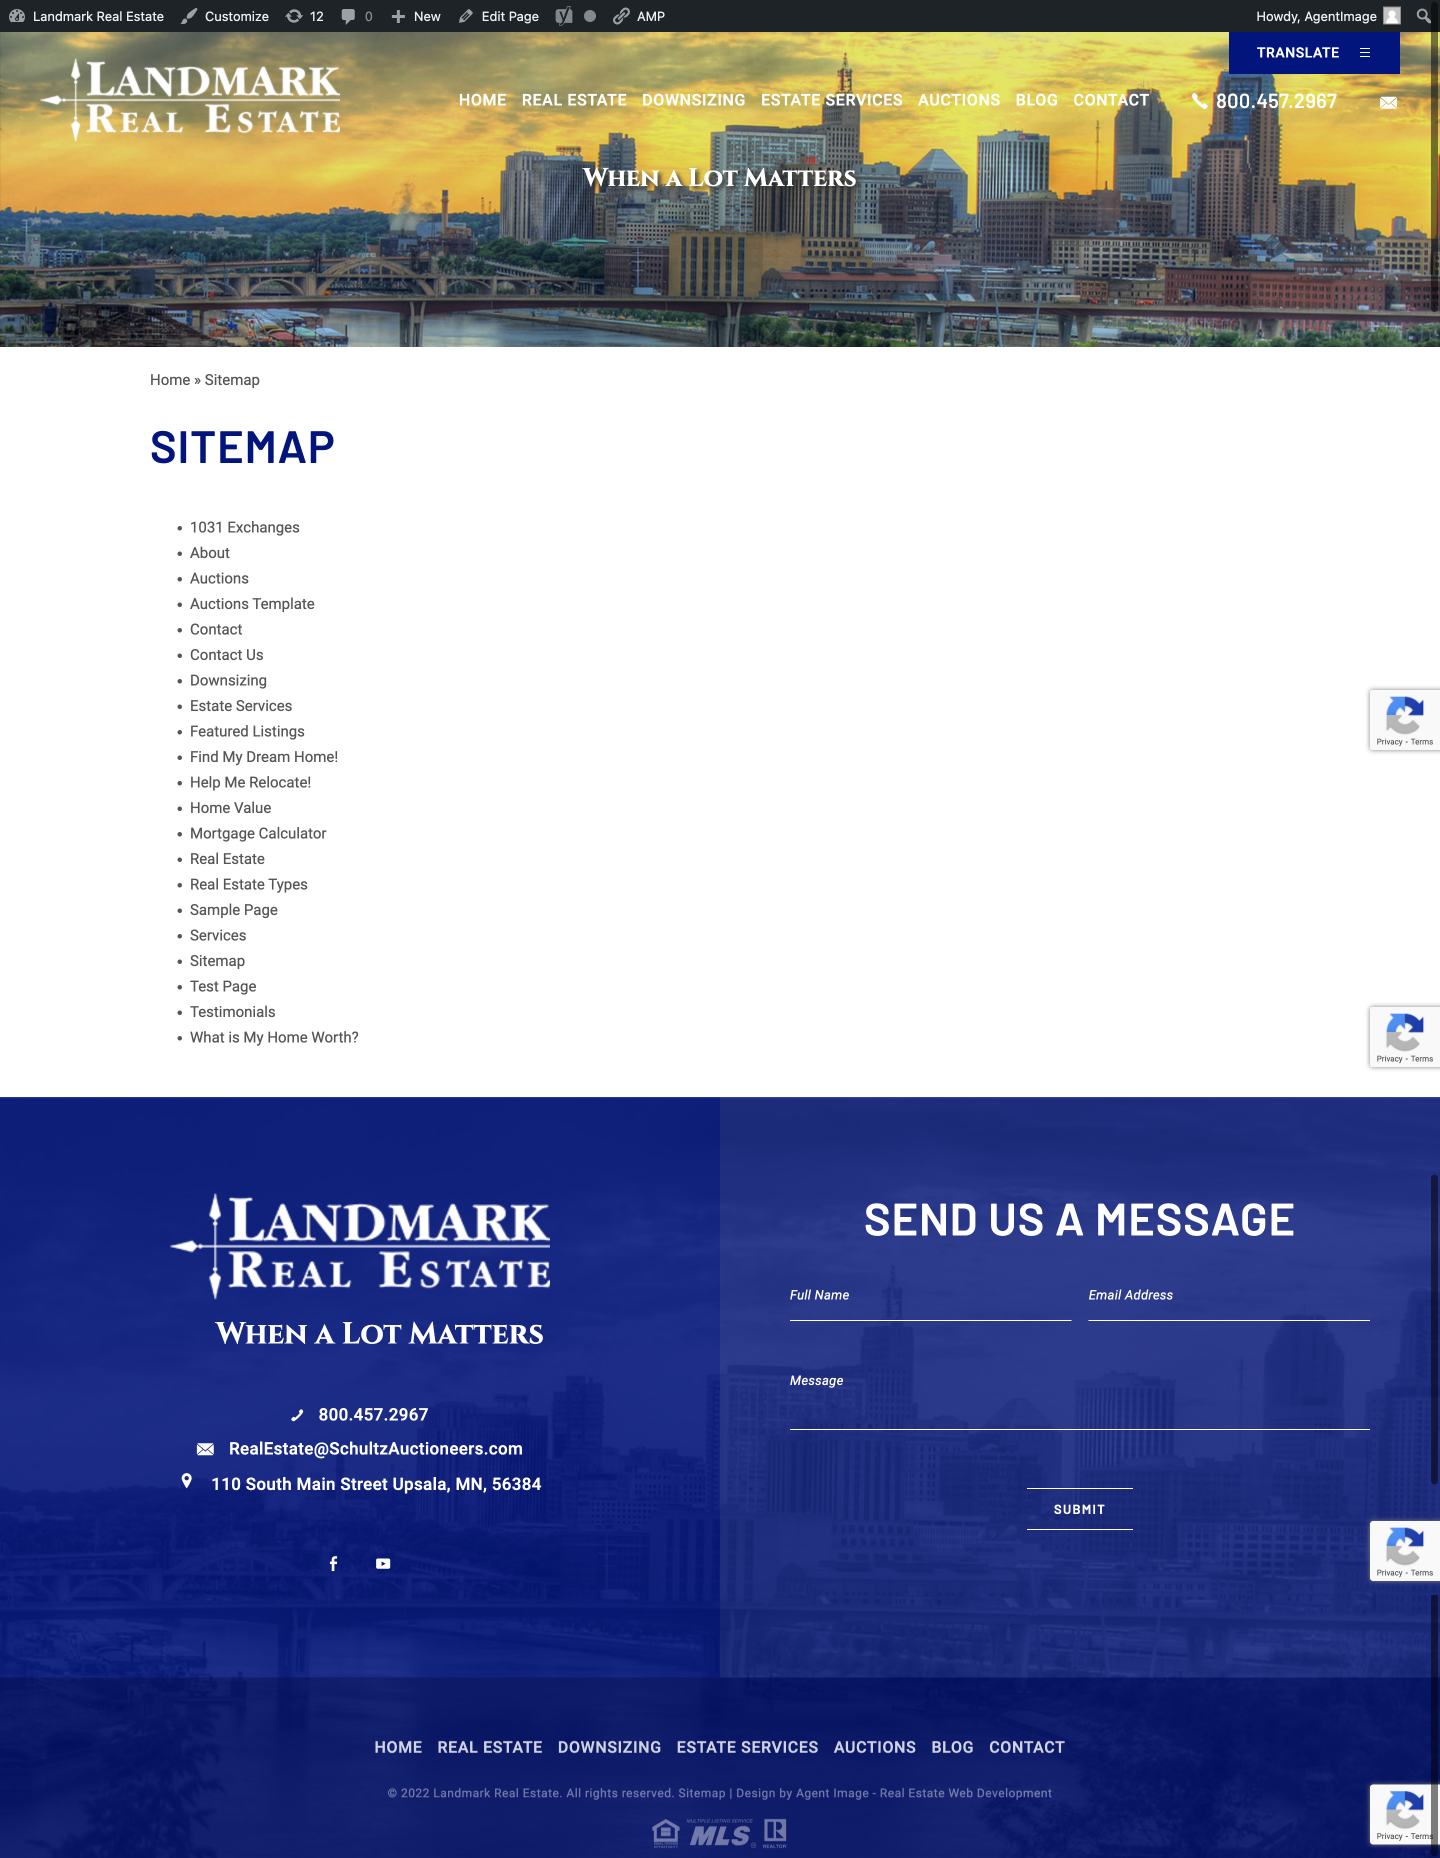 Landmark Real Estate Customize 12 0 New Edit Page AMP Howdy, AgentImage
TRANSLATE
LANDMARK
REAL ESTATE
HOME REAL ESTATE DOWNSIZING ESTATE SERVICES AUCTIONS BLOG CONTACT 800.457.2967
WHEN A LOT MATTERS
Home » Sitemap
SITEMAP
• 1031 Exchanges
• About
• Auctions
• Auctions Template
• Contact
• Contact Us
• Downsizing
• Estate Services
• Featured Listings
• Find My Dream Home!
• Help Me Relocate!
• Home Value
• Mortgage Calculator
• Real Estate
• Real Estate Types
• Sample Page
• Services
• Sitemap
• Test Page
• Testimonials
• What is My Home Worth?
Privacy - Terms
Privacy - Terms
LANDMARK
REAL ESTATE
WHEN A LOT MATTERS
800.457.2967
RealEstate@SchultzAuctioneers.com
110 South Main Street Upsala, MN, 56384
SEND US A MESSAGE
Full Name Email Address
Message
SUBMIT
Privacy - Terms
HOME REAL ESTATE DOWNSIZING ESTATE SERVICES AUCTIONS BLOG CONTACT
© 2022 Landmark Real Estate. All rights reserved. Sitemap | Design by Agent Image - Real Estate Web Development
MULTIPLE LISTING SERVICE
MLS
REALTOR
Privacy - Terms